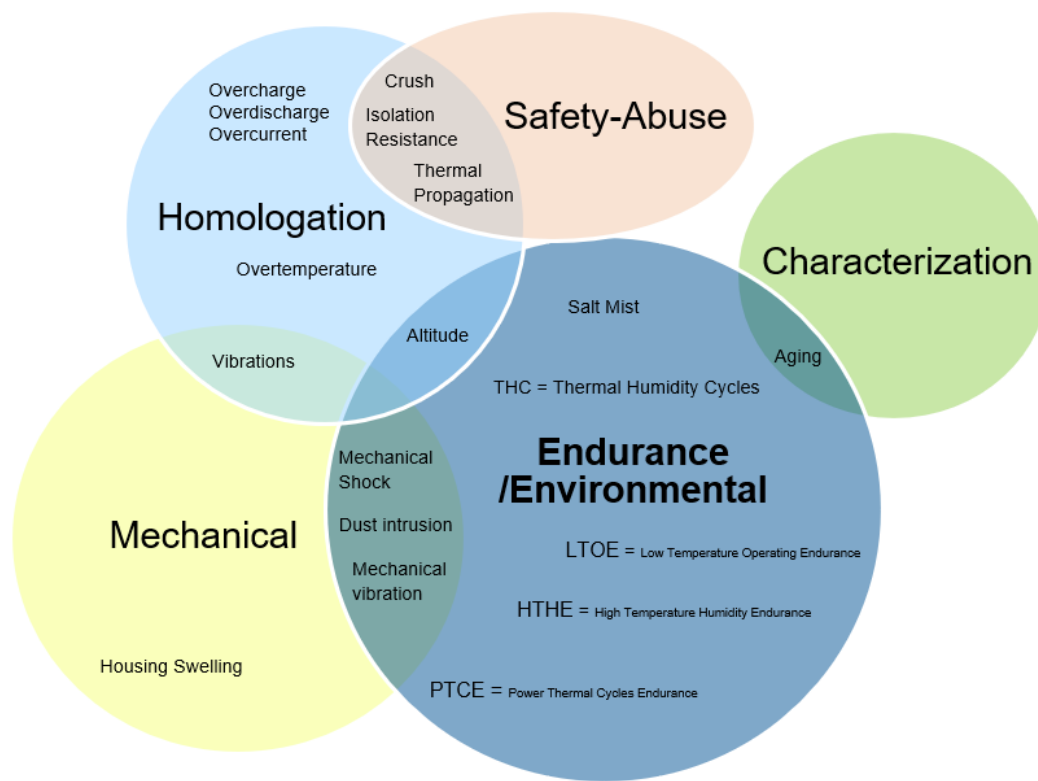 Overcharge
Overdischarge
Overcurrent
Crush
Isolation
Resistance
Thermal
Propagation
Safety-Abuse
Homologation
Overtemperature
Characterization
Salt Mist
Altitude
Aging
Vibrations
THC = Thermal Humidity Cycles
Endurance
/Environmental
Mechanical
Shock
Dust intrusion
Mechanical
vibration
Mechanical
LTOE = Low Temperature Operating Endurance
HTHE = High Temperature Humidity Endurance
Housing Swelling
PTCE = Power Thermal Cycles Endurance